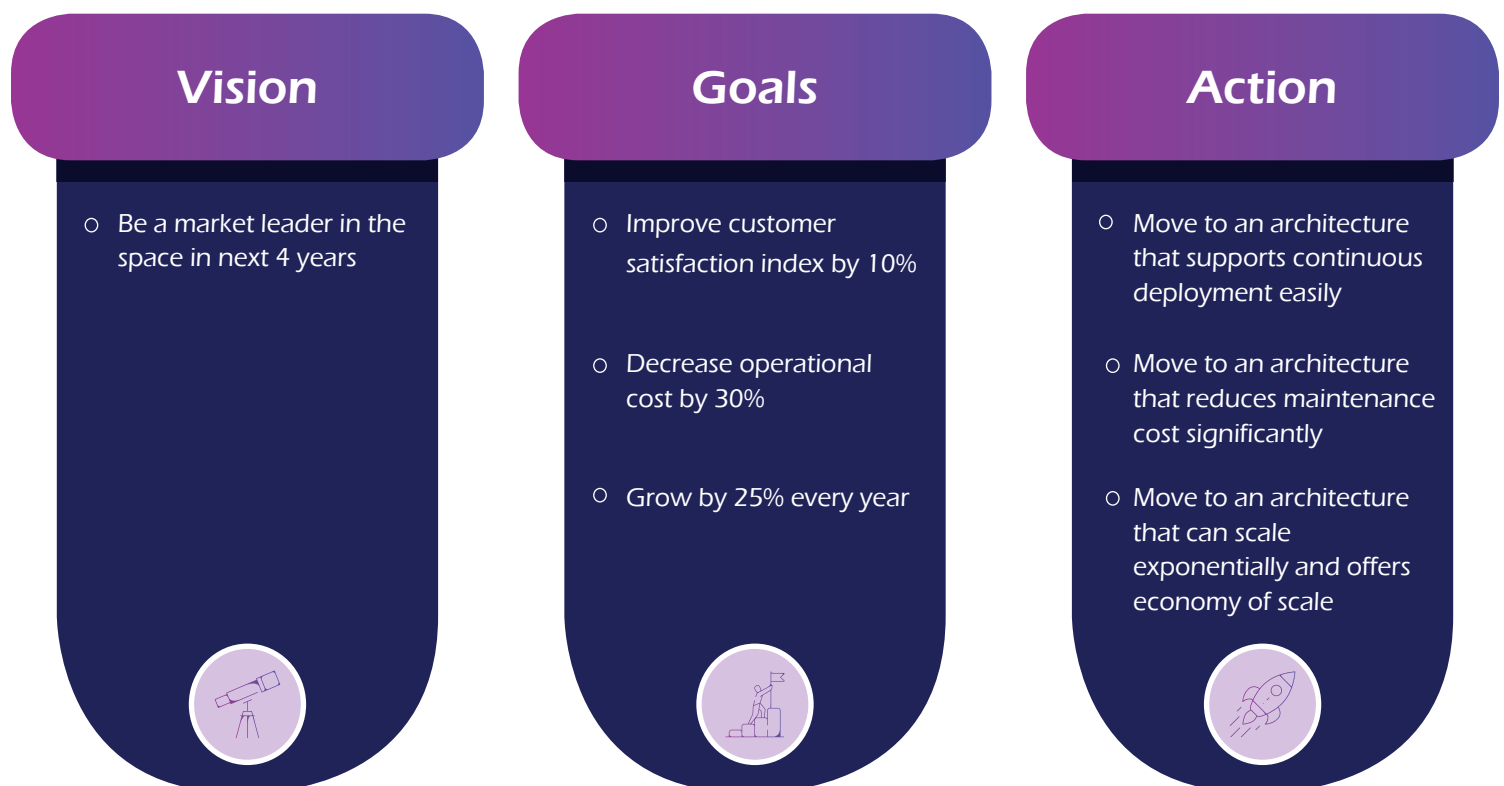 Vision
Be a market leader in the
space in next 4 years
Goals
Improve customer
satisfaction index by 10%
Decrease operational
cost by 30%
Grow by 25% every year
Action
Move to an architecture
that supports continuous
deployment easily
Move to an architecture
that reduces maintenance
cost significantly
Move to an architecture
that can scale
exponentially and offers
economy of scale